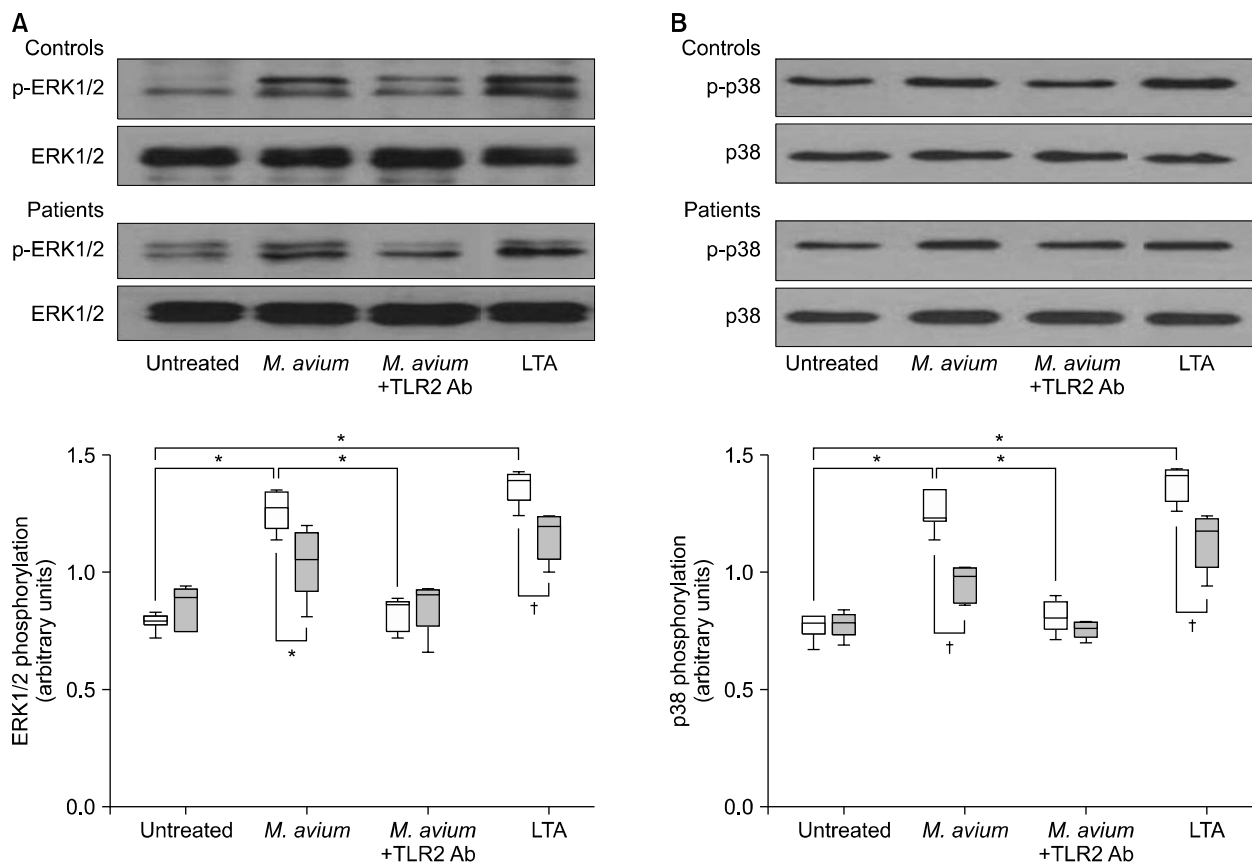 A
Controls
p-ERK1/2
ERK1/2
Patients
p-ERK1/2
ERK1/2
Untreated M. avium M. avium +TLR2 Ab LTA
1.5
1.0
0.5
0.0
ERK1/2 phosphorylation
(arbitrary units)
* * *
*
†
Untreated M. avium M. avium +TLR2 Ab LTA
B
Controls
p-p38
p38
Patients
p-p38
p38
Untreated M. avium M. avium +TLR2 Ab LTA
1.5
1.0
0.5
0.0
p38 phosphorylation
(arbitrary units)
* * *
†
†
Untreated M. avium M. avium +TLR2 Ab LTA